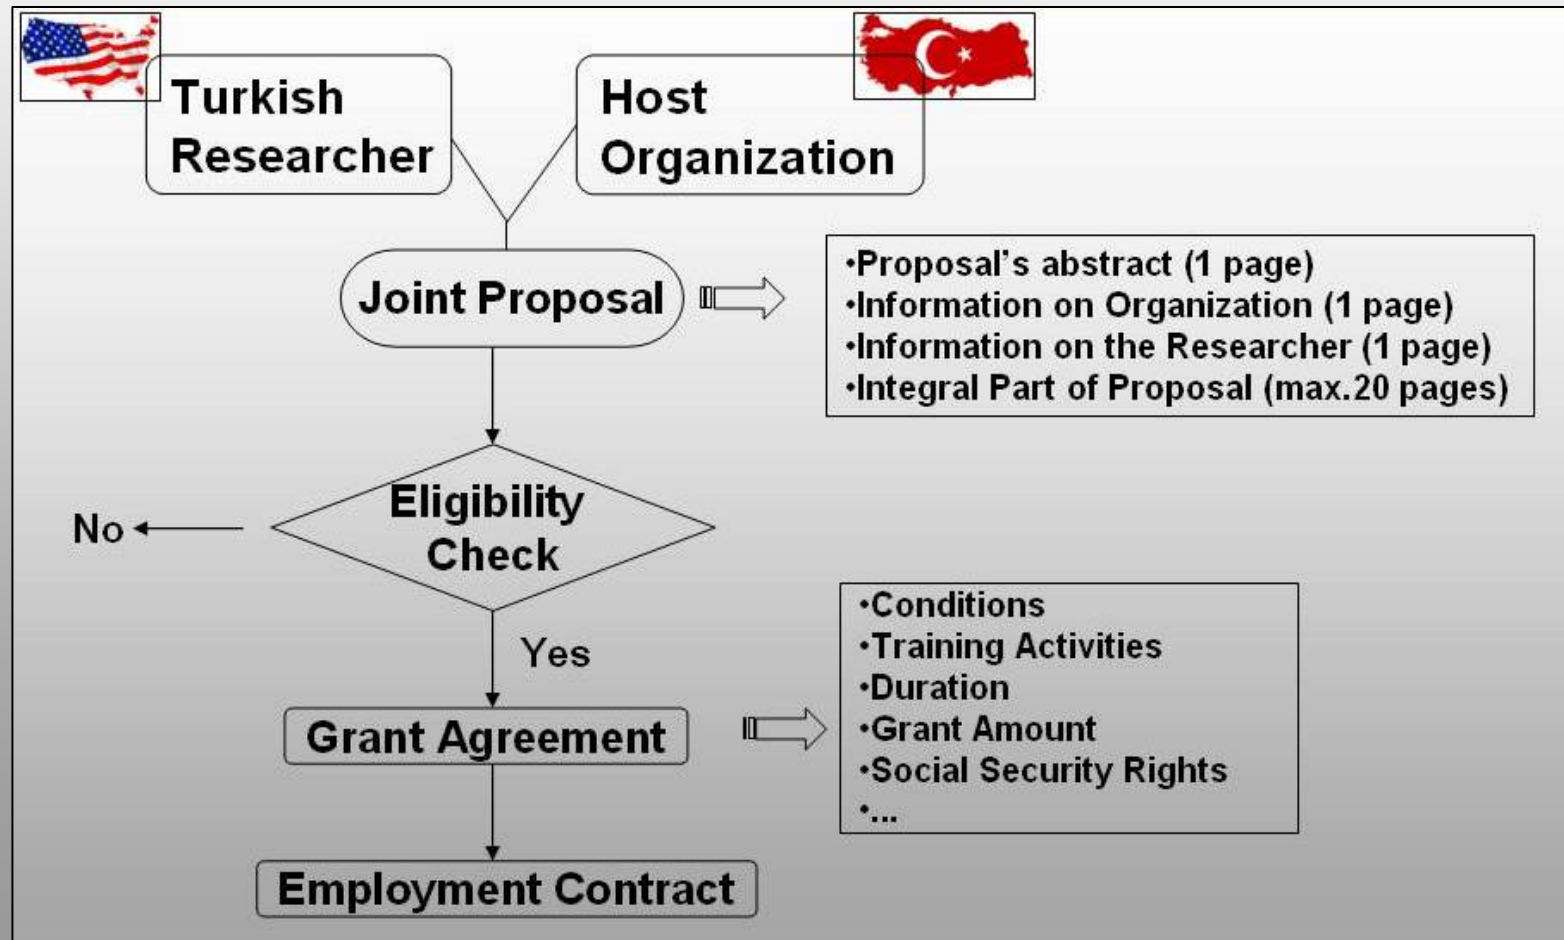 Turkish
Researcher
Host
Organization
Joint Proposal
•Proposal's abstract (1 page)
•Information on Organization (1 page)
•Information on the Researcher (1 page)
•Integral Part of Proposal (max.20 pages)
Eligibility
Check
No
Yes
Grant Agreement
•Conditions
•Training Activities
•Duration
•Grant Amount
•Social Security Rights
•...
Employment Contract